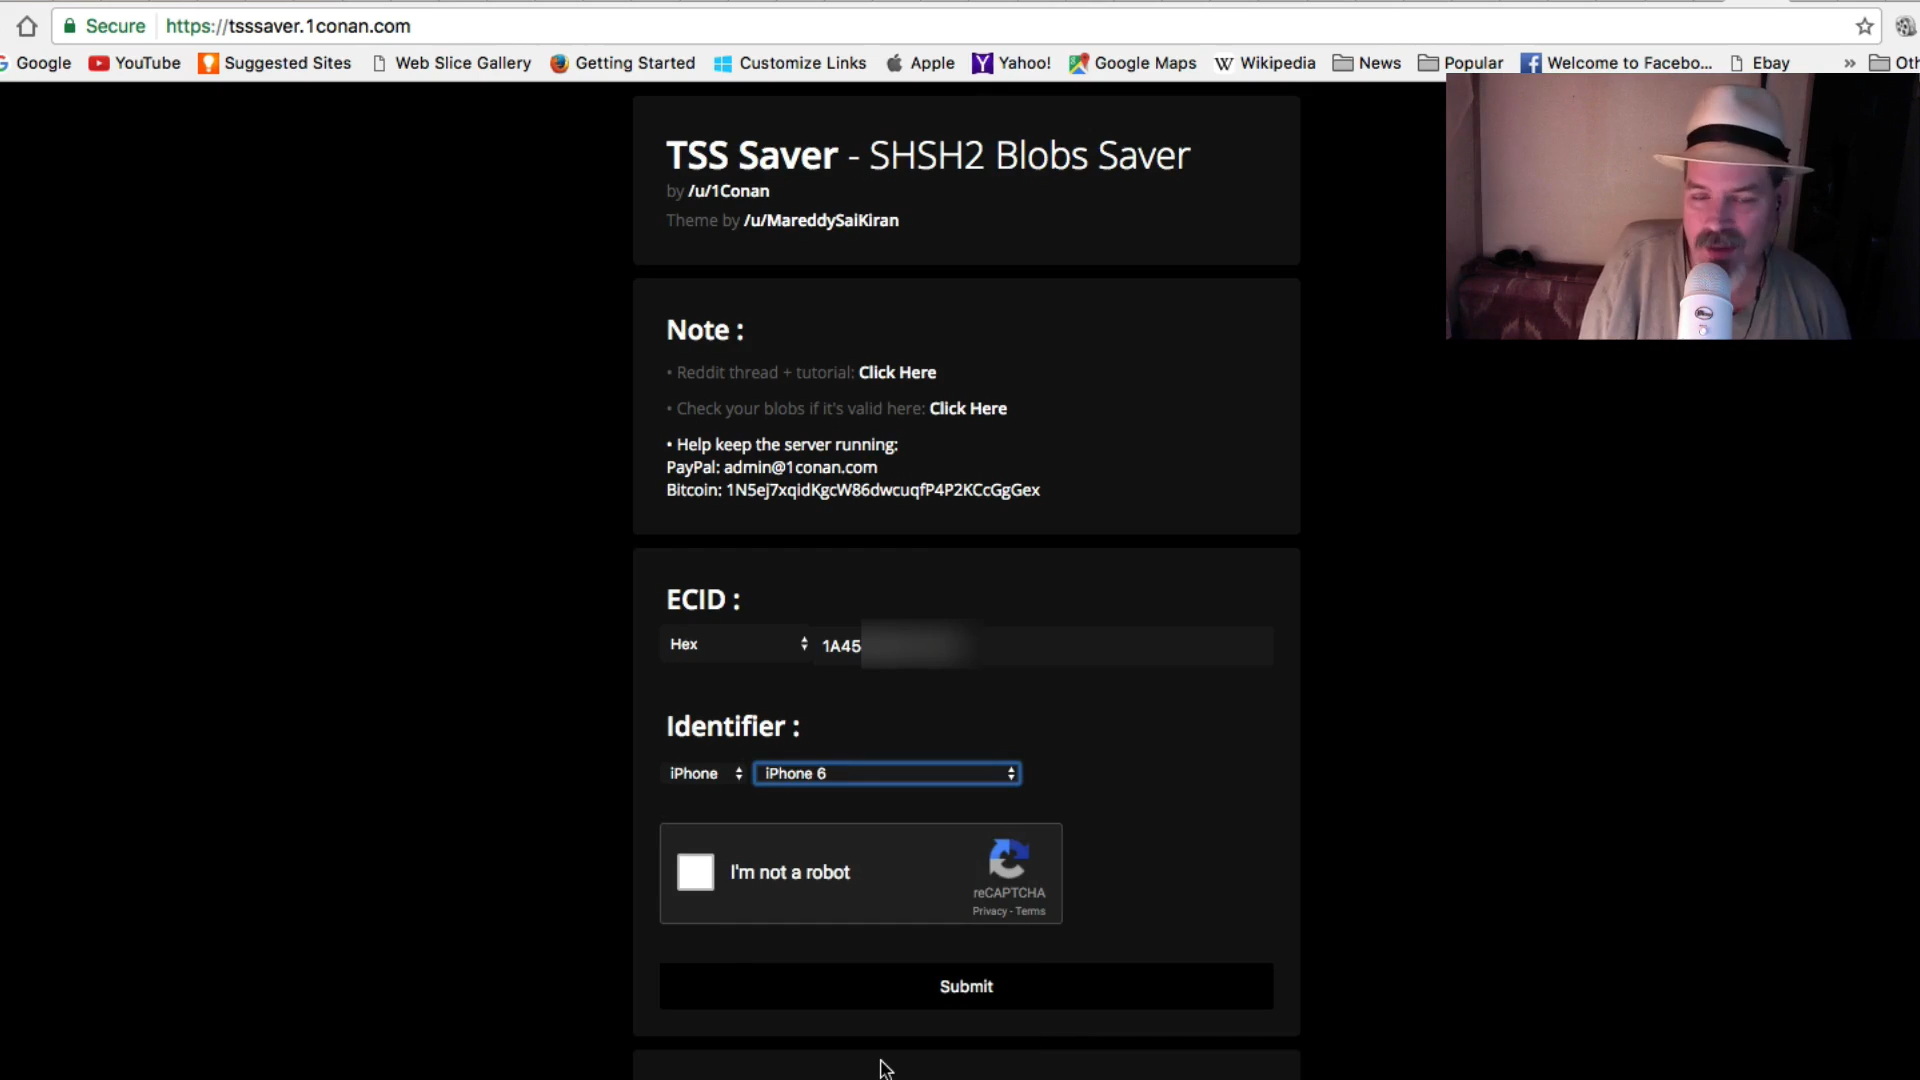 Secure https://tsssaver.1conan.com
Google YouTube Suggested Sites Web Slice Gallery Getting Started Customize Links Apple Yahoo! Google Maps Wikipedia News Popular Welcome to Facebo... Ebay » Oth
TSS Saver - SHSH2 Blobs Saver
by /u/1Conan
Theme by /u/MareddySaiKiran
Note :
• Reddit thread + tutorial: Click Here
• Check your blobs if it's valid here: Click Here
• Help keep the server running:
PayPal: admin@1conan.com
Bitcoin: 1N5ej7xqidKgcW86dwcuqfP4P2KCcGgGex
ECID :
Hex 1A45
Identifier :
iPhone iPhone 6
I'm not a robot
reCAPTCHA
Privacy - Terms
Submit